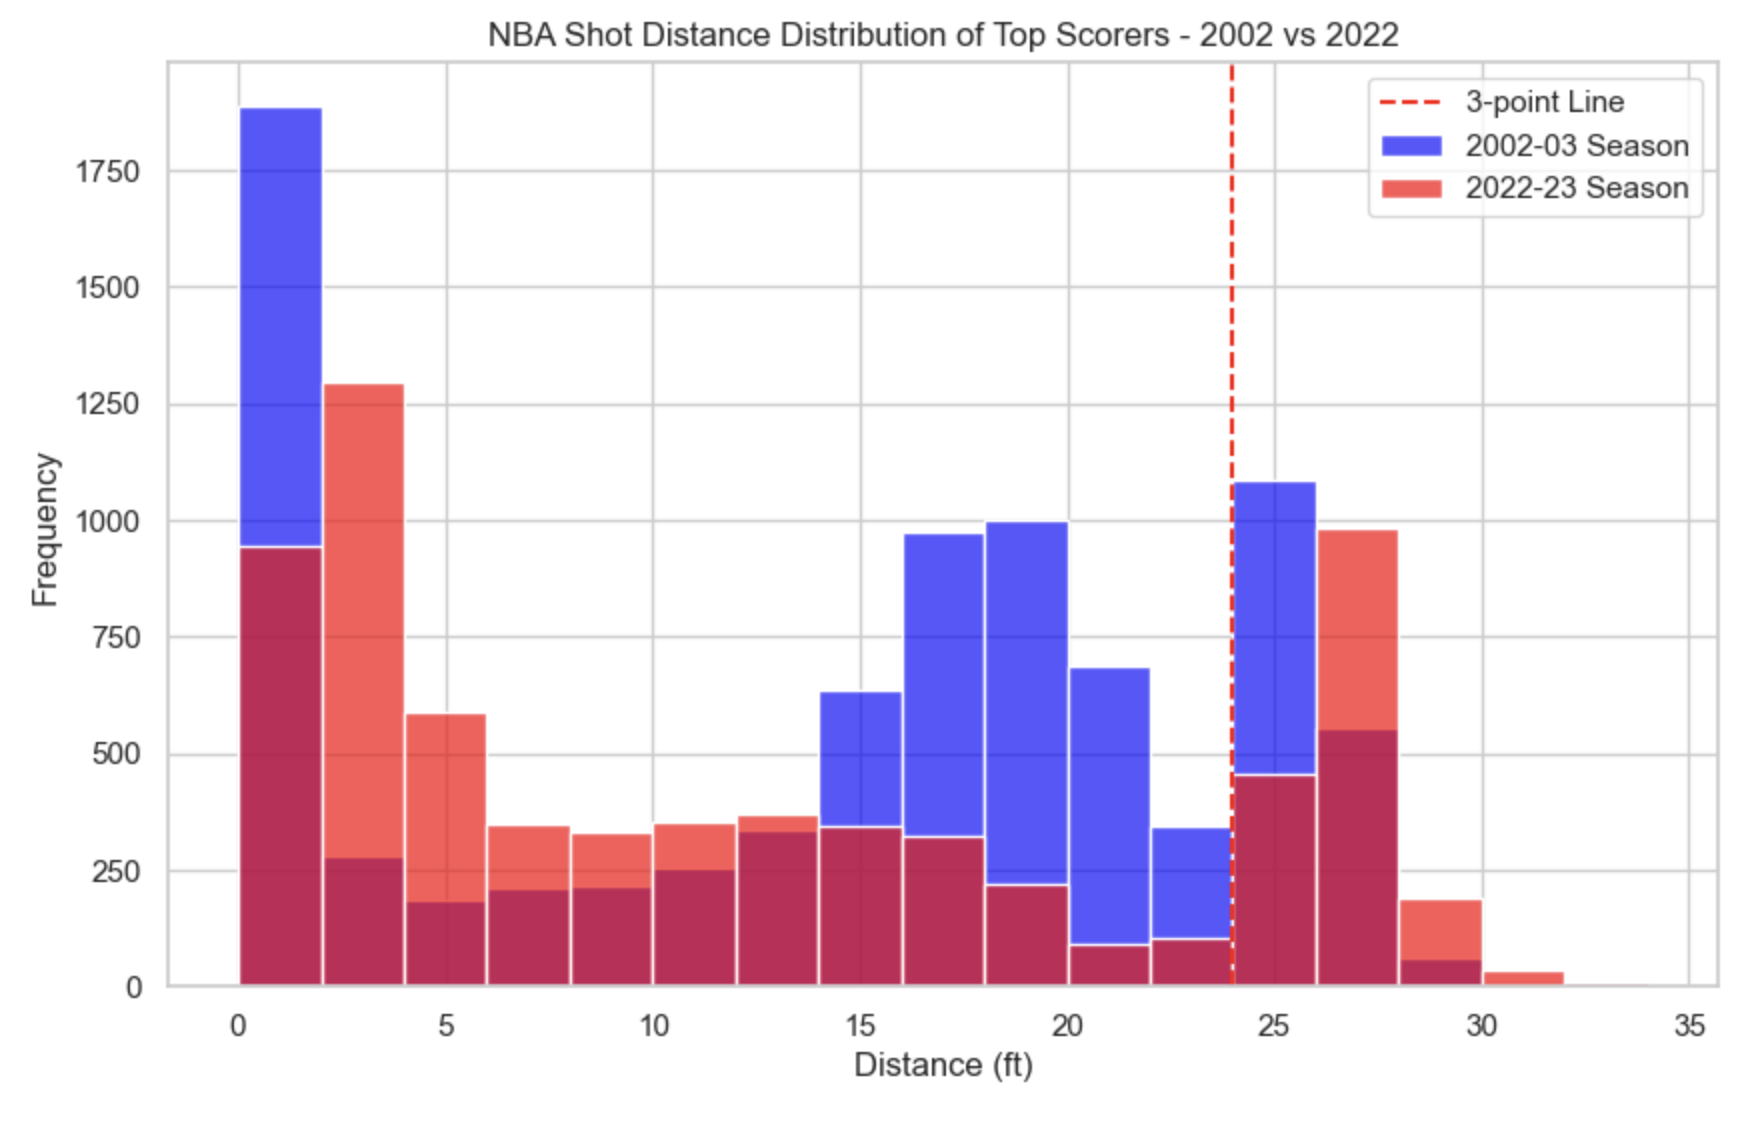 NBA Shot Distance Distribution of Top Scorers - 2002 vs 2022
3-point Line
2002-03 Season
2022-23 Season
1750
1500
1250
1000
750
500
250
0
Frequency
0 5 10 15 20 25 30 35
Distance (ft)